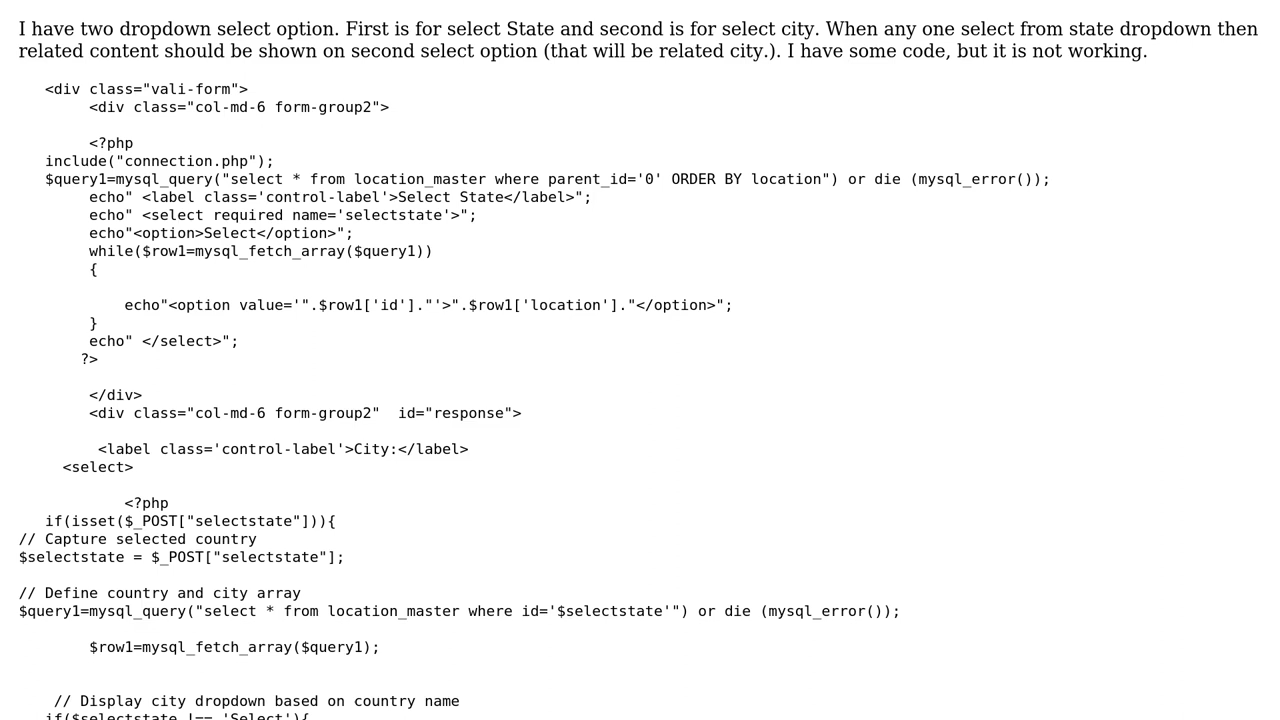 I have two dropdown select option. First is for select State and second is for select city. When any one select from state dropdown then
related content should be shown on second select option (that will be related city.). I have some code, but it is not working.
<div class="vali-form">
<div class="col-md-6 form-group2">
<?php
include("connection.php");
$query1=mysql_query("select * from location_master where parent_id='0' ORDER BY location") or die (mysql_error());
echo" <label class='control-label'>Select State</label>";
echo" <select required name='selectstate'>";
echo"<option>Select</option>";
while($row1=mysql_fetch_array($query1))
{
echo"<option value='".$row1['id']."'>".$row1['location']."</option>";
}
echo" </select>";
?>
</div>
<div class="col-md-6 form-group2"  id="response">
<label class='control-label'>City:</label>
<select>
<?php
if(isset($_POST["selectstate"])){
// Capture selected country
$selectstate = $_POST["selectstate"];
// Define country and city array
$query1=mysql_query("select * from location_master where id='$selectstate'") or die (mysql_error());
$row1=mysql_fetch_array($query1);
// Display city dropdown based on country name
if($selectstate !== 'Select'){